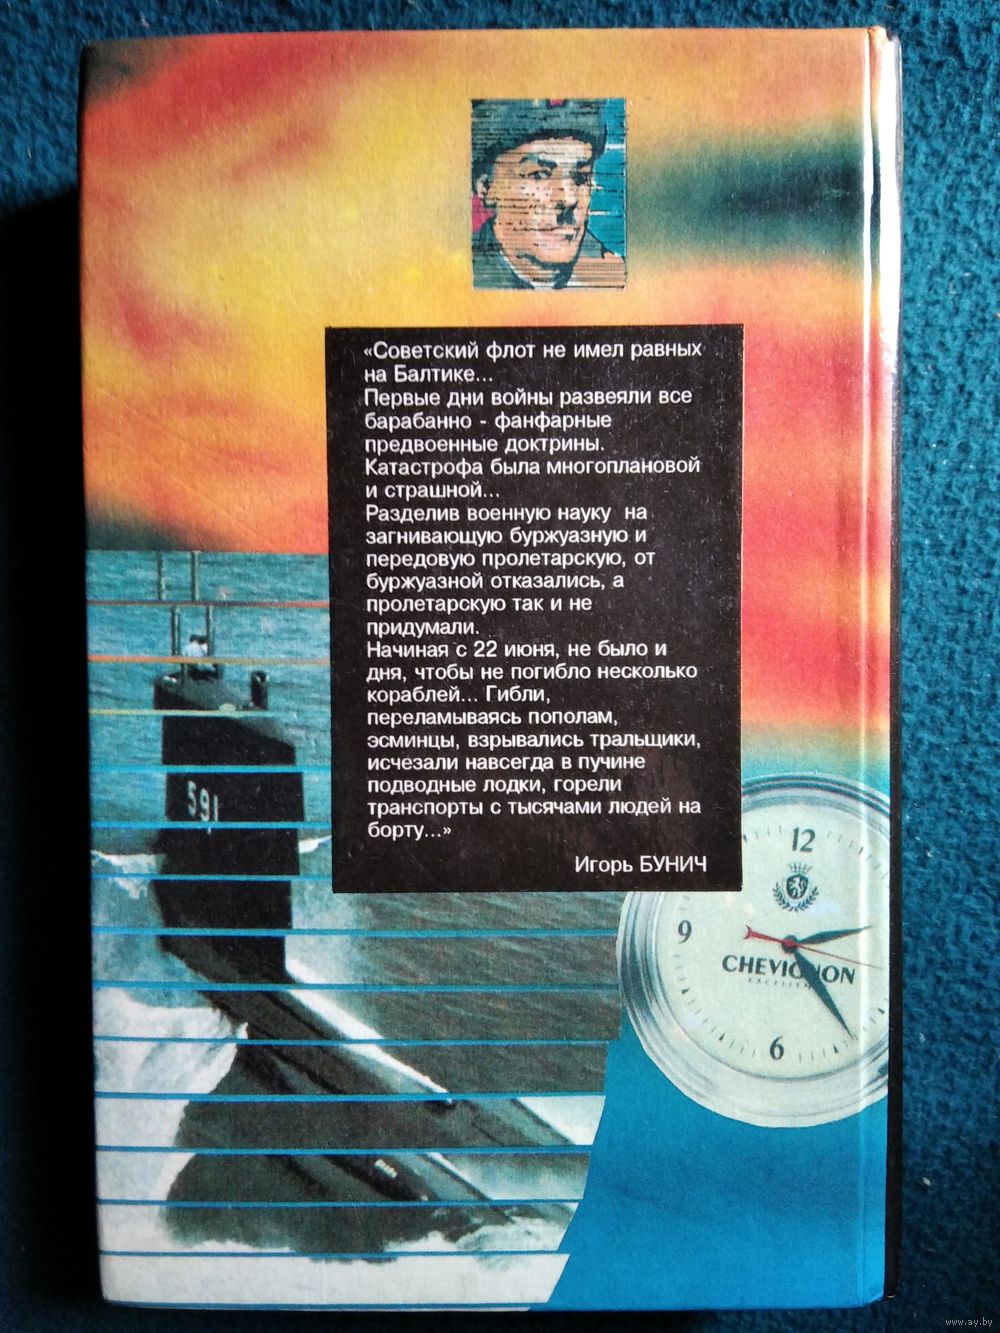 «Советский флот не имел равных
на Балтике...
Первые дни войны развеяли все
барабанно - фанфарные
предвоенные доктрины.
Катастрофа была многоплановой
и страшной...
Разделив военную науку на
загнивающую буржуазную и
передовую пролетарскую, от
буржуазной отказались, а
пролетарскую так и не
придумали.
Начиная с 22 июня, не было и
дня, чтобы не погибло несколько
кораблей... Гибли,
переламываясь пополам,
эсминцы, взрывались тральщики,
исчезали навсегда в пучине
подводные лодки, горели
транспорты с тысячами людей на
борту...»
Игорь БУНИЧ
591
12
9
CHEVIGNON
6
www.ay.by